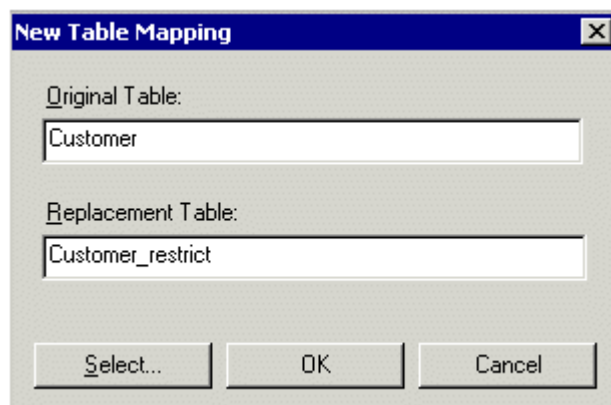 New Table Mapping
Original Table:
Customer
Replacement Table:
Customer_restrict
Select... OK Cancel